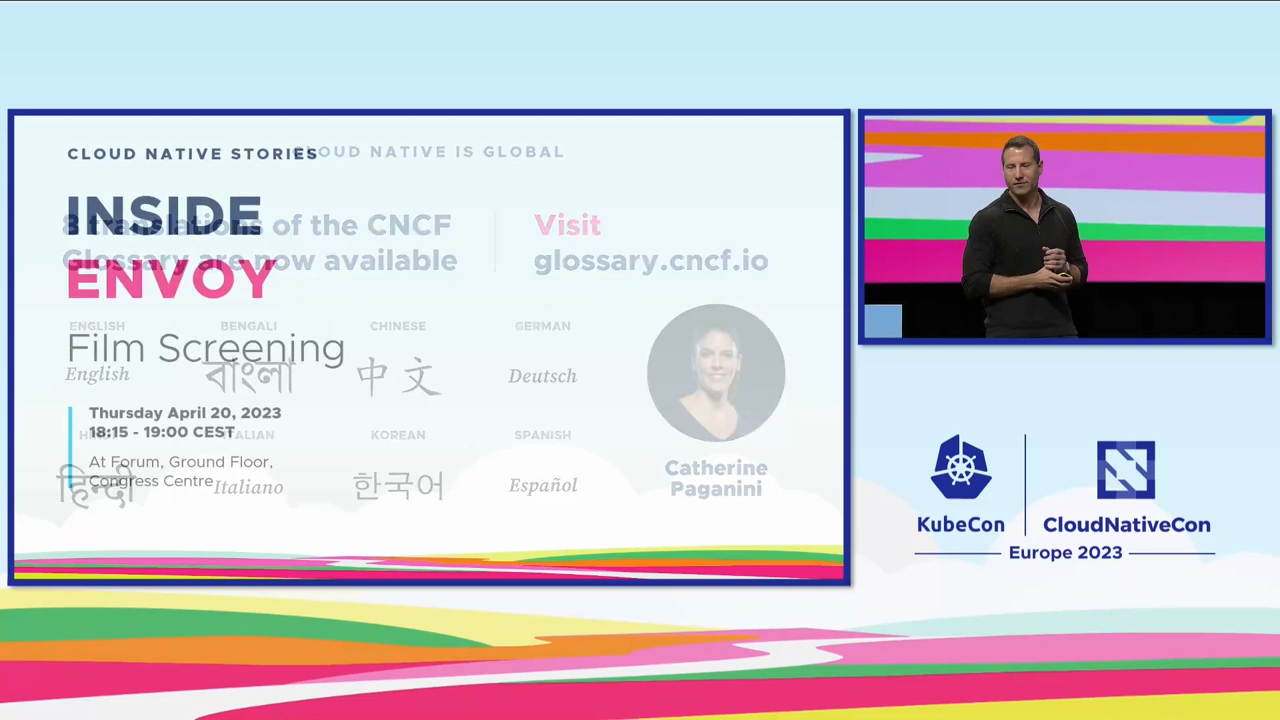 CLOUD NATIVE STORIES
CLOUD NATIVE IS GLOBAL
INSIDE
ENVOY
Film Screening
Thursday April 20, 2023
18:15 - 19:00 CEST
At Forum, Ground Floor,
Congress Centre
8 translations of the CNCF
Glossary are now available
Visit
glossary.cncf.io
ENGLISH
English
BENGALI
বাংলা
CHINESE
中文
GERMAN
Deutsch
HINDI
हिन्दी
ITALIAN
Italiano
KOREAN
한국어
SPANISH
Español
Catherine
Paganini
KubeCon
CloudNativeCon
Europe 2023